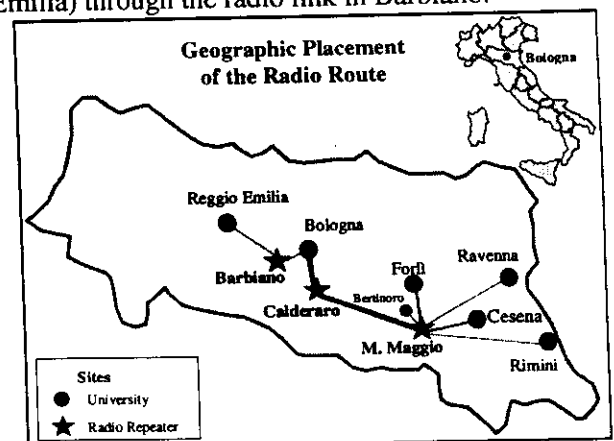 Emilia) through the radio link in Barbiano.
Geographic Placement
of the Radio Route
Bologna
Reggio Emilia
Bologna
Barbiano
Forlì
Ravenna
Bertinoro
Calderaro
Cesena
M. Maggio
Rimini
Sites
University
Radio Repeater